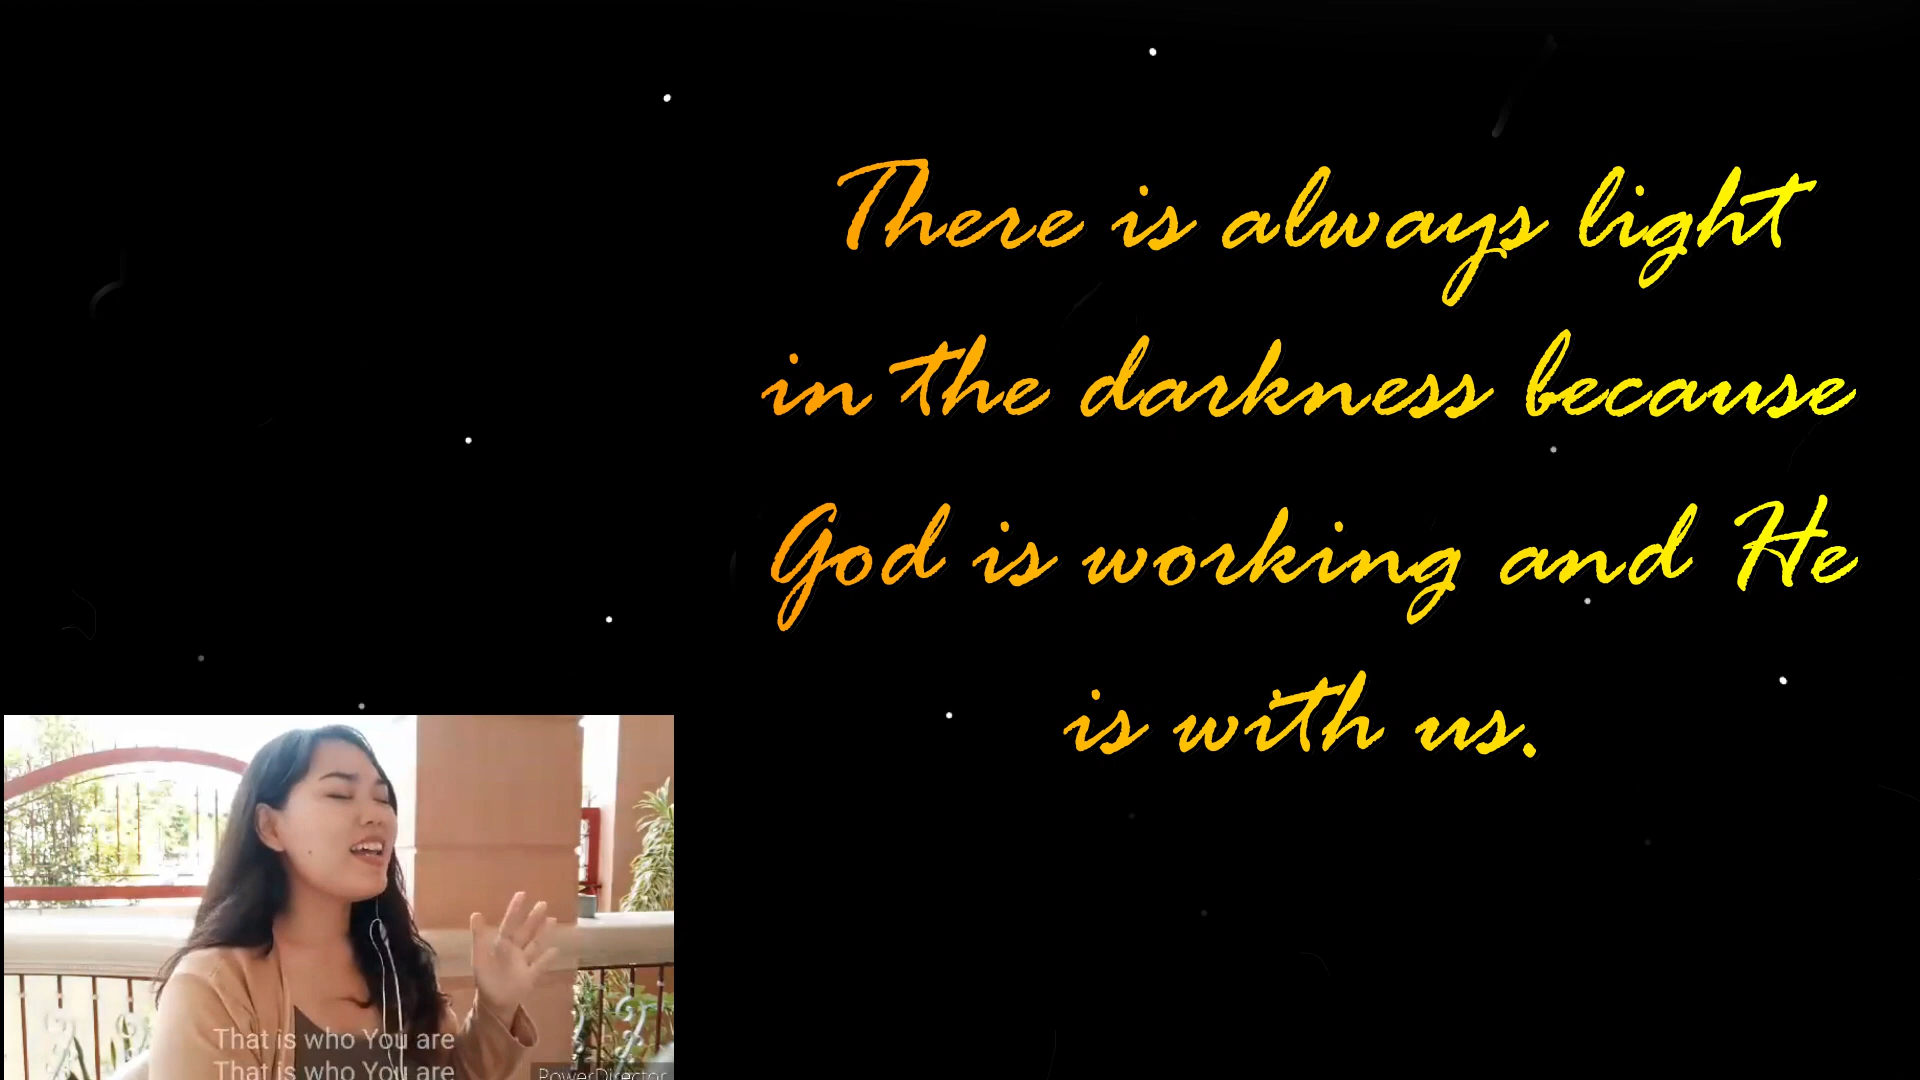 There is always light
in the darkness because
God is working and He
is with us.
That is who You are
That is who You are
PowerDirector